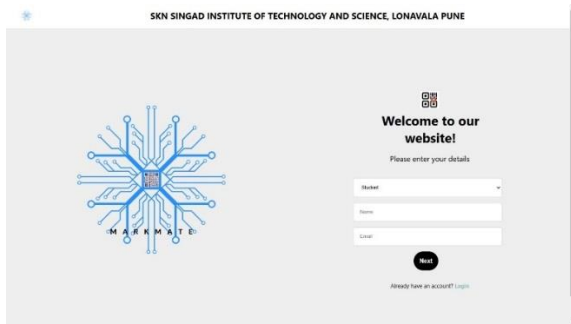 SKN SINGAD INSTITUTE OF TECHNOLOGY AND SCIENCE, LONAVALA PUNE
Welcome to our
website!
Please enter your details
Student
Name
Email
Next
Already have an account? Login
MARKMATE